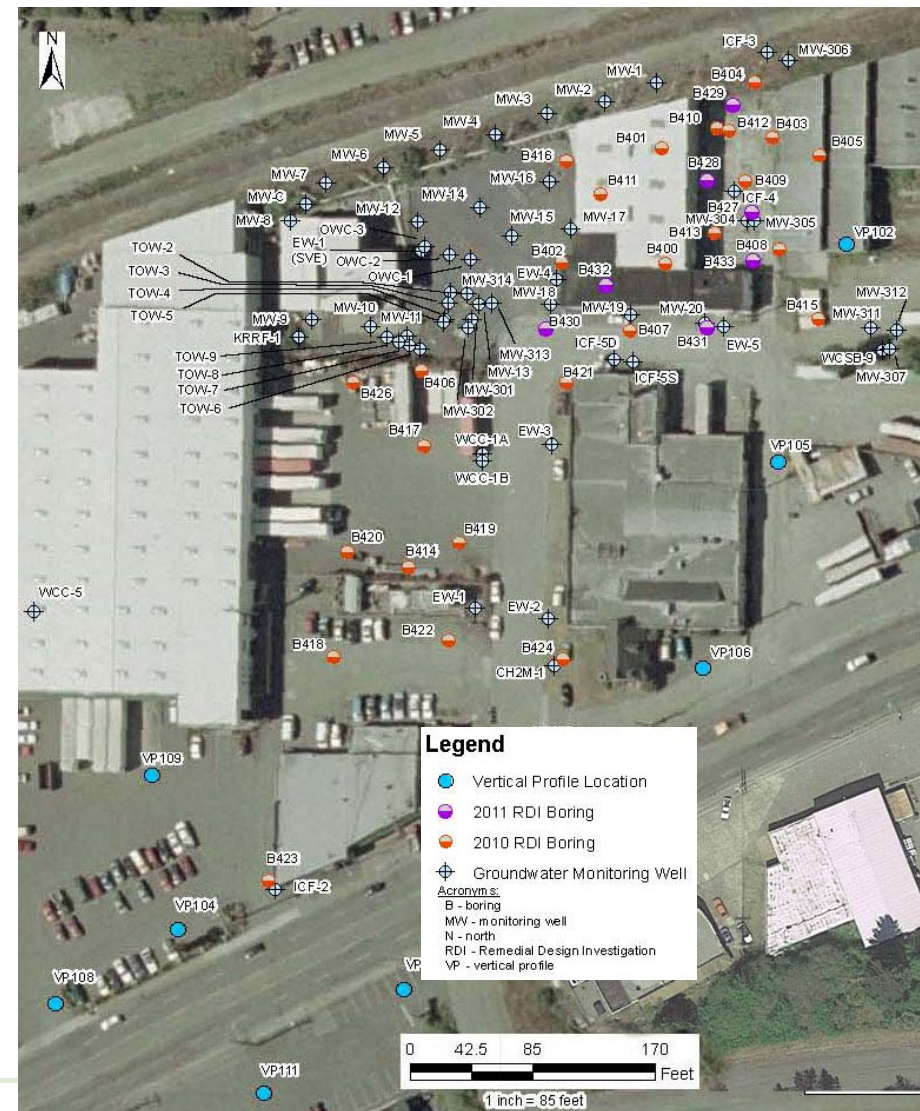 N
ICF-3
MW-306
MW-1
B404
MW-2
B429
MW-3
B410
B412
B403
MW-4
B401
B405
MW-5
B416
MW-6
B428
MW-7
MW-16
B409
MW-C
MW-14
B411
B427
ICF-4
MW-8
MW-12
MW-15
MW-17
MW-304
MW-305
OWC-3
B413
VP102
TOW-2
EW-1
(SVE)
OWC-2
B402
B400
B408
TOW-3
OWC-1
EW-4
B432
B433
TOW-4
MW-314
MW-312
TOW-5
MW-18
MW-19
MW-20
B415
MW-311
MW-9
MW-10
MW-11
B430
B407
B431
EW-5
KRRF-1
MW-313
ICF-5D
WCSB-9
TOW-9
MW-13
MW-307
TOW-8
MW-301
ICF-5S
TOW-7
B406
B421
TOW-6
B426
MW-302
B417
WCC-1A
EW-3
VP105
WCC-1B
B420
B419
B414
WCC-5
EW-1
EW-2
B422
B418
B424
VP106
CH2M-1
VP109
Legend
Vertical Profile Location
2011 RDI Boring
2010 RDI Boring
Groundwater Monitoring Well
Acronyms:
B - boring
MW - monitoring well
N - north
RDI - Remedial Design Investigation
VP - vertical profile
B423
ICF-2
VP104
VP108
VP
VP111
0 42.5 85 170
Feet
1 inch = 85 feet